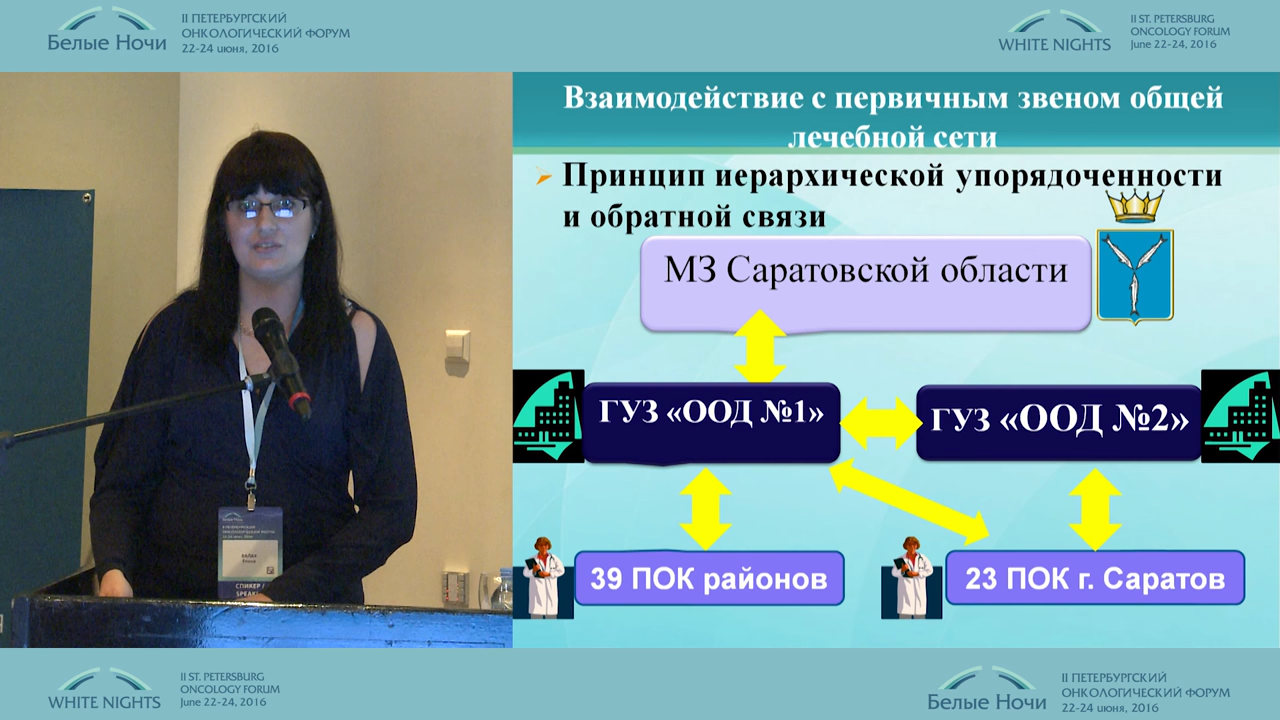 Белые Ночи
II ПЕТЕРБУРГСКИЙ
ОНКОЛОГИЧЕСКИЙ ФОРУМ
22-24 июня, 2016
WHITE NIGHTS
II ST. PETERSBURG
ONCOLOGY FORUM
June 22-24, 2016
Взаимодействие с первичным звеном общей
лечебной сети
Принцип иерархической упорядоченности
и обратной связи
МЗ Саратовской области
ГУЗ «ООД №1»
ГУЗ «ООД №2»
39 ПОК районов
23 ПОК г. Саратов
СПИКЕР /
SPEAKER
WHITE NIGHTS
II ST. PETERSBURG
ONCOLOGY FORUM
June 22-24, 2016
Белые Ночи
II ПЕТЕРБУРГСКИЙ
ОНКОЛОГИЧЕСКИЙ ФОРУМ
22-24 июня, 2016